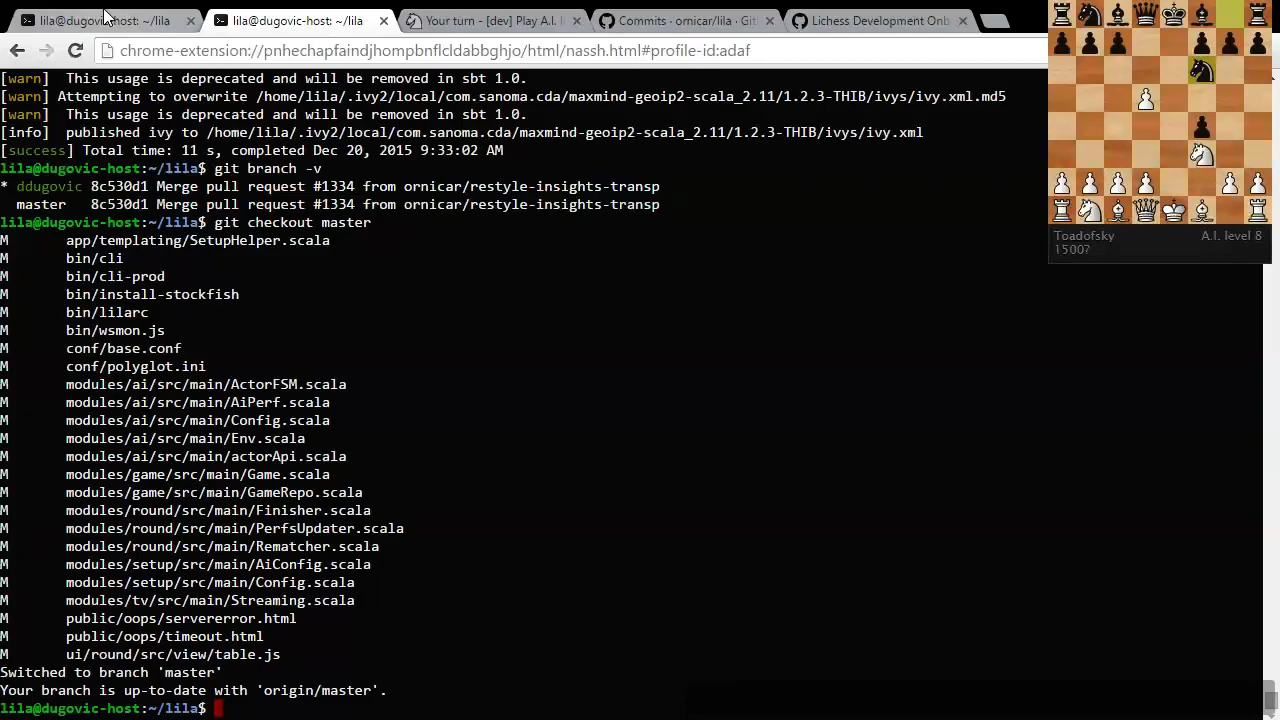 lila@dugovic-host: ~/lila
lila@dugovic-host: ~/lila
Your turn - [dev] Play A.I. l
Commits · ornicar/lila · Git
Lichess Development Onb
chrome-extension://pnhechapfaindjhompbnflcldabbghjo/html/nassh.html#profile-id:adaf
[warn]  This usage is deprecated and will be removed in sbt 1.0.
[warn] Attempting to overwrite /home/lila/.ivy2/local/com.sanoma.cda/maxmind-geoip2-scala_2.11/1.2.3-THIB/ivys/ivy.xml.md5
[warn]  This usage is deprecated and will be removed in sbt 1.0.
[info]  published ivy to /home/lila/.ivy2/local/com.sanoma.cda/maxmind-geoip2-scala_2.11/1.2.3-THIB/ivys/ivy.xml
[success] Total time: 11 s, completed Dec 20, 2015 9:33:02 AM
lila@dugovic-host:~/lila$ git branch -v
* ddugovic 8c530d1 Merge pull request #1334 from ornicar/restyle-insights-transp
  master   8c530d1 Merge pull request #1334 from ornicar/restyle-insights-transp
lila@dugovic-host:~/lila$ git checkout master
M       app/templating/SetupHelper.scala
M       bin/cli
M       bin/cli-prod
M       bin/install-stockfish
M       bin/lilarc
M       bin/wsmon.js
M       conf/base.conf
M       conf/polyglot.ini
M       modules/ai/src/main/ActorFSM.scala
M       modules/ai/src/main/AiPerf.scala
M       modules/ai/src/main/Config.scala
M       modules/ai/src/main/Env.scala
M       modules/ai/src/main/actorApi.scala
M       modules/game/src/main/Game.scala
M       modules/game/src/main/GameRepo.scala
M       modules/round/src/main/Finisher.scala
M       modules/round/src/main/PerfsUpdater.scala
M       modules/round/src/main/Rematcher.scala
M       modules/setup/src/main/AiConfig.scala
M       modules/setup/src/main/Config.scala
M       modules/tv/src/main/Streaming.scala
M       public/oops/servererror.html
M       public/oops/timeout.html
M       ui/round/src/view/table.js
Switched to branch 'master'
Your branch is up-to-date with 'origin/master'.
lila@dugovic-host:~/lila$
Toadofsky A.I. level 8
1500?